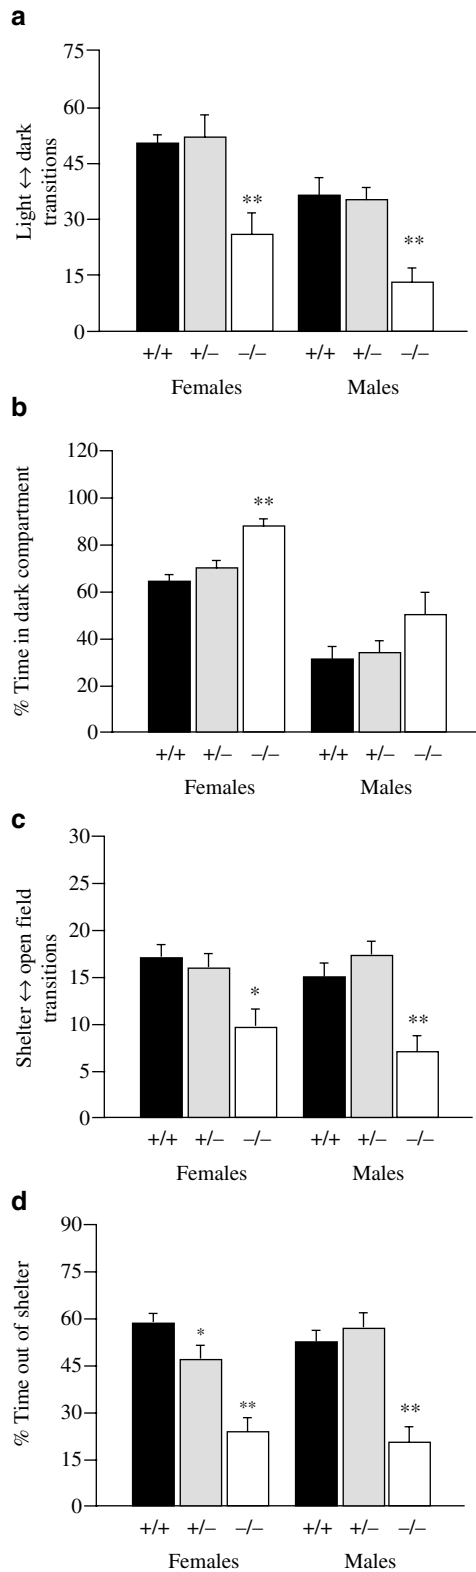 a
75
60
45
30
15
0
Light ↔ dark
transitions
**
**
+/+ +/– –/– +/+ +/– –/–
Females Males
b
120
100
80
60
40
20
0
% Time in dark compartment
**
+/+ +/– –/– +/+ +/– –/–
Females Males
c
30
25
20
15
10
5
0
Shelter ↔ open field
transitions
*
**
+/+ +/– –/– +/+ +/– –/–
Females Males
d
90
75
60
45
30
15
0
% Time out of shelter
*
**
**
+/+ +/– –/– +/+ +/– –/–
Females Males